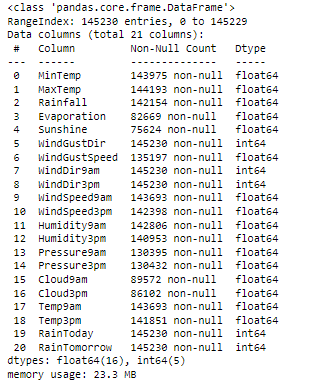 <class 'pandas.core.frame.DataFrame'>
RangeIndex: 145230 entries, 0 to 145229
Data columns (total 21 columns):
 #   Column         Non-Null Count   Dtype
---  ------         --------------   -----
 0   MinTemp        143975 non-null  float64
 1   MaxTemp        144193 non-null  float64
 2   Rainfall       142154 non-null  float64
 3   Evaporation    82669 non-null   float64
 4   Sunshine       75624 non-null   float64
 5   WindGustDir    145230 non-null  int64
 6   WindGustSpeed  135197 non-null  float64
 7   WindDir9am     145230 non-null  int64
 8   WindDir3pm     145230 non-null  int64
 9   WindSpeed9am   143693 non-null  float64
 10  WindSpeed3pm   142398 non-null  float64
 11  Humidity9am    142806 non-null  float64
 12  Humidity3pm    140953 non-null  float64
 13  Pressure9am    130395 non-null  float64
 14  Pressure3pm    130432 non-null  float64
 15  Cloud9am       89572 non-null   float64
 16  Cloud3pm       86102 non-null   float64
 17  Temp9am        143693 non-null  float64
 18  Temp3pm        141851 non-null  float64
 19  RainToday      145230 non-null  int64
 20  RainTomorrow   145230 non-null  int64
dtypes: float64(16), int64(5)
memory usage: 23.3 MB